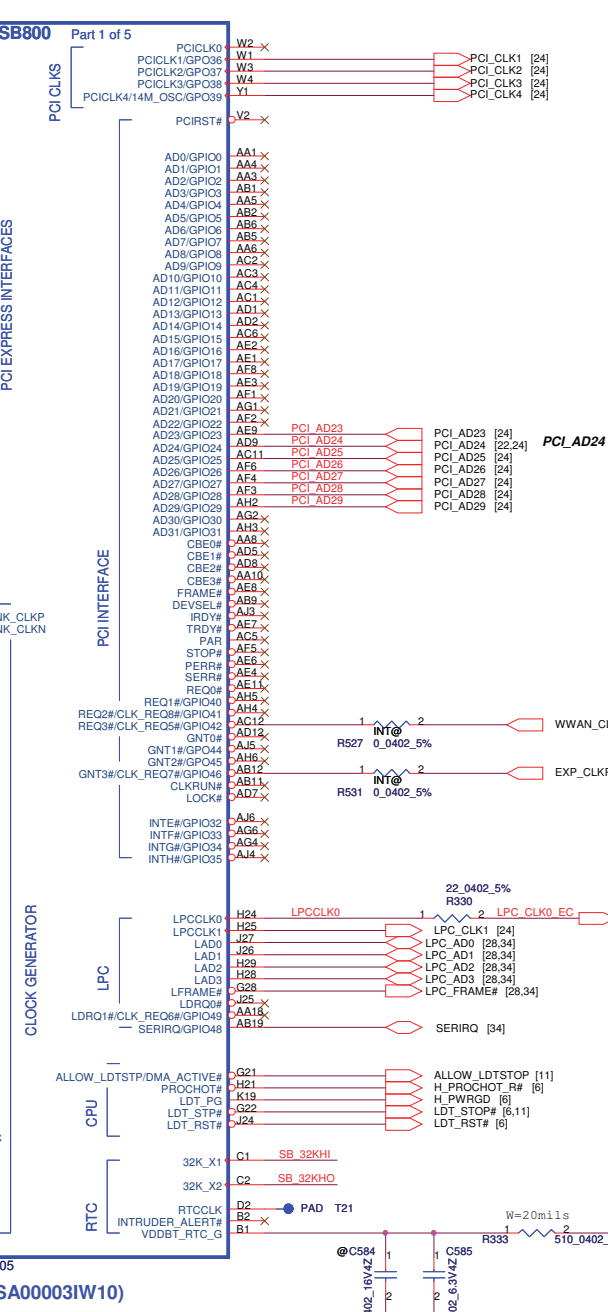 SB800 Part 1 of 5
PCI CLKS
PCICLK0 W2
PCICLK1/GPO36 W1 PCI_CLK1 [24]
PCICLK2/GPO37 W3 PCI_CLK2 [24]
PCICLK3/GPO38 W4 PCI_CLK3 [24]
PCICLK4/14M_OSC/GPO39 Y1 PCI_CLK4 [24]
PCIRST# V2
PCI EXPRESS INTERFACES
PCI INTERFACE
AD0/GPIO0 AA1
AD1/GPIO1 AA4
AD2/GPIO2 AA3
AD3/GPIO3 AB1
AD4/GPIO4 AA5
AD5/GPIO5 AB2
AD6/GPIO6 AB6
AD7/GPIO7 AB5
AD8/GPIO8 AA6
AD9/GPIO9 AC2
AD10/GPIO10 AC3
AD11/GPIO11 AC4
AD12/GPIO12 AC1
AD13/GPIO13 AD1
AD14/GPIO14 AD2
AD15/GPIO15 AC6
AD16/GPIO16 AE2
AD17/GPIO17 AE1
AD18/GPIO18 AF8
AD19/GPIO19 AE3
AD20/GPIO20 AF1
AD21/GPIO21 AG1
AD22/GPIO22 AF2
AD23/GPIO23 AE9 PCI_AD23 PCI_AD23 [24]
AD24/GPIO24 AD9 PCI_AD24 PCI_AD24 [22,24] PCI_AD24
AD25/GPIO25 AC11 PCI_AD25 PCI_AD25 [24]
AD26/GPIO26 AF6 PCI_AD26 PCI_AD26 [24]
AD27/GPIO27 AF4 PCI_AD27 PCI_AD27 [24]
AD28/GPIO28 AF3 PCI_AD28 PCI_AD28 [24]
AD29/GPIO29 AH2 PCI_AD29 PCI_AD29 [24]
AD30/GPIO30 AG2
AD31/GPIO31 AH3
CBE0# AA8
CBE1# AD5
CBE2# AD8
CBE3# AA10
FRAME# AE8
DEVSEL# AB9
IRDY# AJ3
TRDY# AE7
PAR AC5
STOP# AF5
PERR# AE6
SERR# AE4
REQ0# AE11
REQ1#/GPIO40 AH5
REQ2#/CLK_REQ8#/GPIO41 AH4
REQ3#/CLK_REQ5#/GPIO42 AC12 1 2
INT@
R527 0_0402_5%
GNT0# AD12
GNT1#/GPO44 AJ5
GNT2#/GPO45 AH6
GNT3#/CLK_REQ7#/GPIO46 AB12 1 2
INT@
R531 0_0402_5%
CLKRUN# AB11
LOCK# AD7
INTE#/GPIO32 AJ6
INTF#/GPIO33 AG6
INTG#/GPIO34 AG4
INTH#/GPIO35 AJ4
CLOCK GENERATOR
LPC
22_0402_5%
R330
LPCCLK0 H24 LPCCLK0 1 2 LPC_CLK0_EC
LPCCLK1 H25 LPC_CLK1 [24]
LAD0 J27 LPC_AD0 [28,34]
LAD1 J26 LPC_AD1 [28,34]
LAD2 H29 LPC_AD2 [28,34]
LAD3 H28 LPC_AD3 [28,34]
LFRAME# G28 LPC_FRAME# [28,34]
LDRQ0# J25
LDRQ1#/CLK_REQ6#/GPIO49 AA18
SERIRQ/GPIO48 AB19 SERIRQ [34]
CPU
ALLOW_LDTSTP/DMA_ACTIVE# G21 ALLOW_LDTSTOP [11]
PROCHOT# H21 H_PROCHOT_R# [6]
LDT_PG K19 H_PWRGD [6]
LDT_STP# G22 LDT_STOP# [6,11]
LDT_RST# J24 LDT_RST# [6]
RTC
32K_X1 C1 SB_32KHI
32K_X2 C2 SB_32KHO
RTCCLK D2 PAD T21
INTRUDER_ALERT# B2
VDDBT_RTC_G B1
W=20mils
1 2
R333
@ C584 1 2
C585 1 2